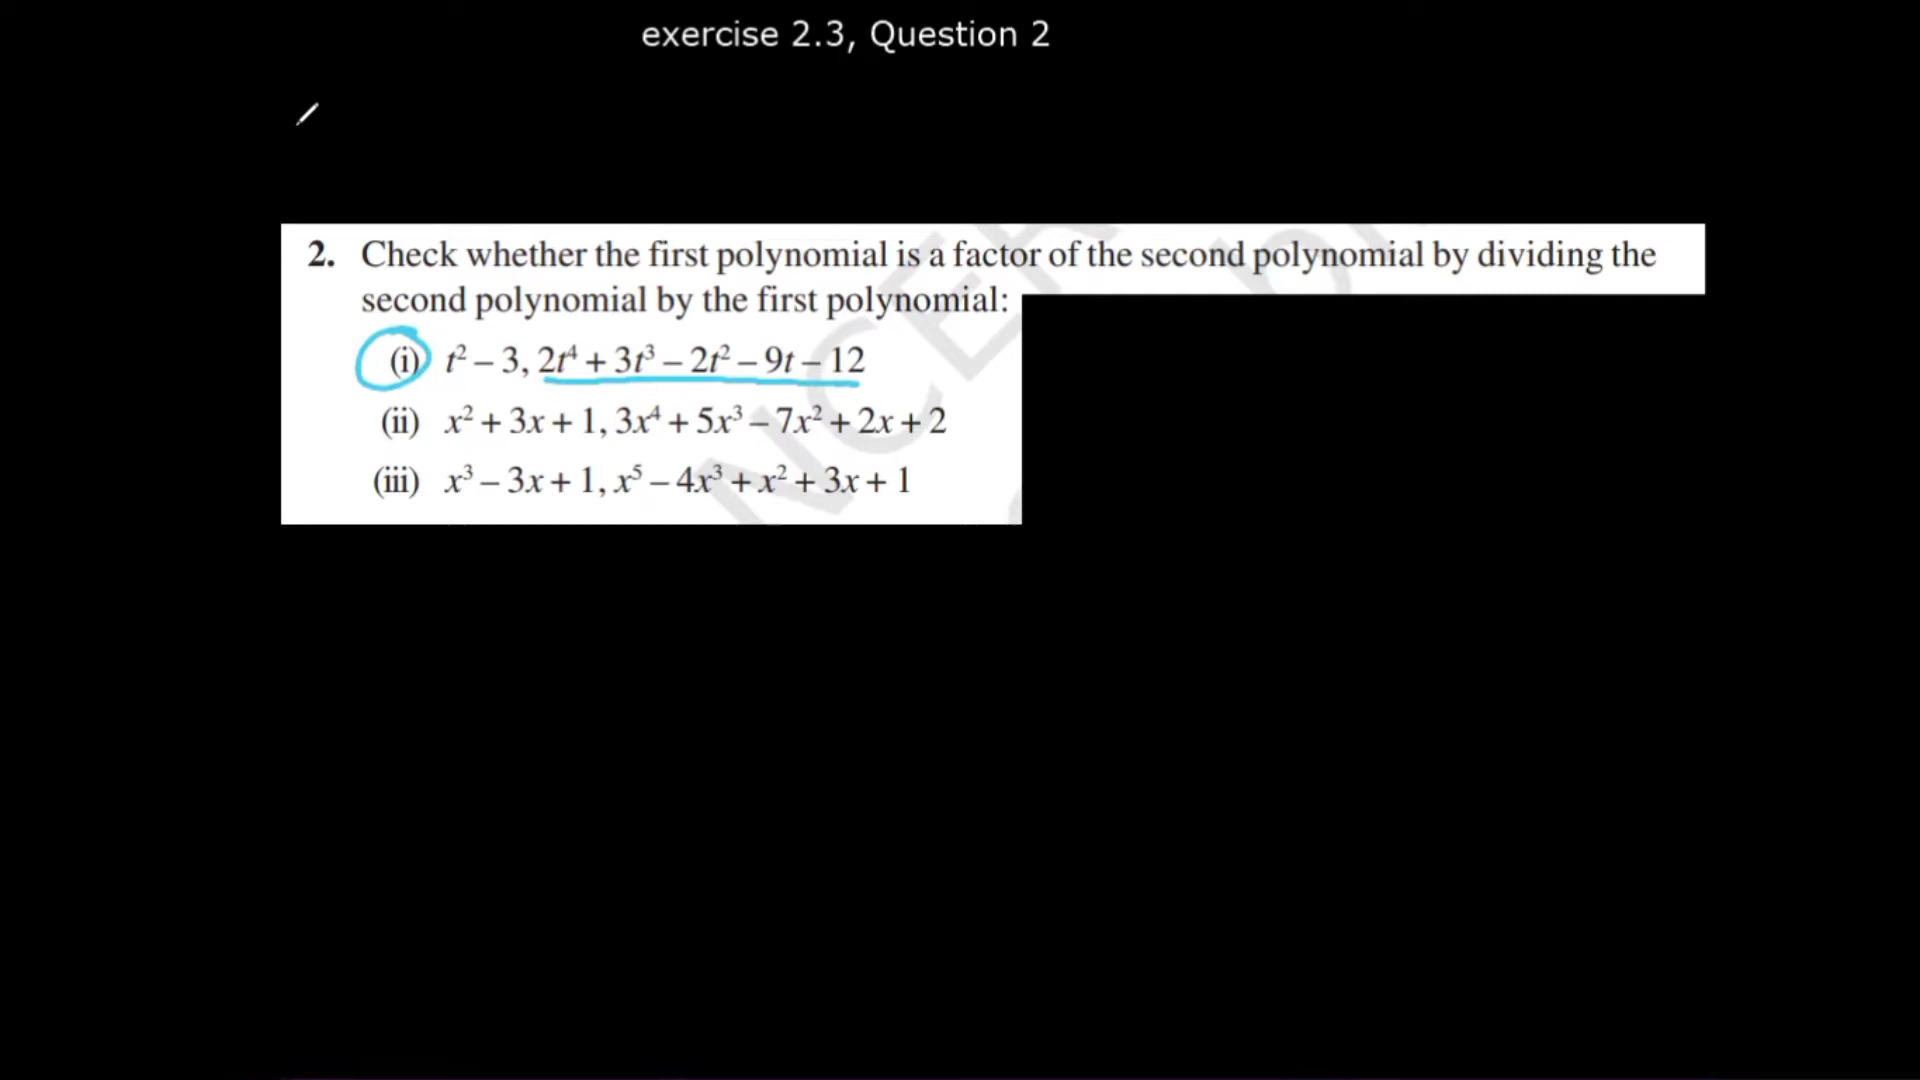 exercise 2.3, Question 2
2. Check whether the first polynomial is a factor of the second polynomial by dividing the
second polynomial by the first polynomial:
(i) t² – 3, 2t⁴ + 3t³ – 2t² – 9t – 12
(ii) x² + 3x + 1, 3x⁴ + 5x³ – 7x² + 2x + 2
(iii) x³ – 3x + 1, x⁵ – 4x³ + x² + 3x + 1